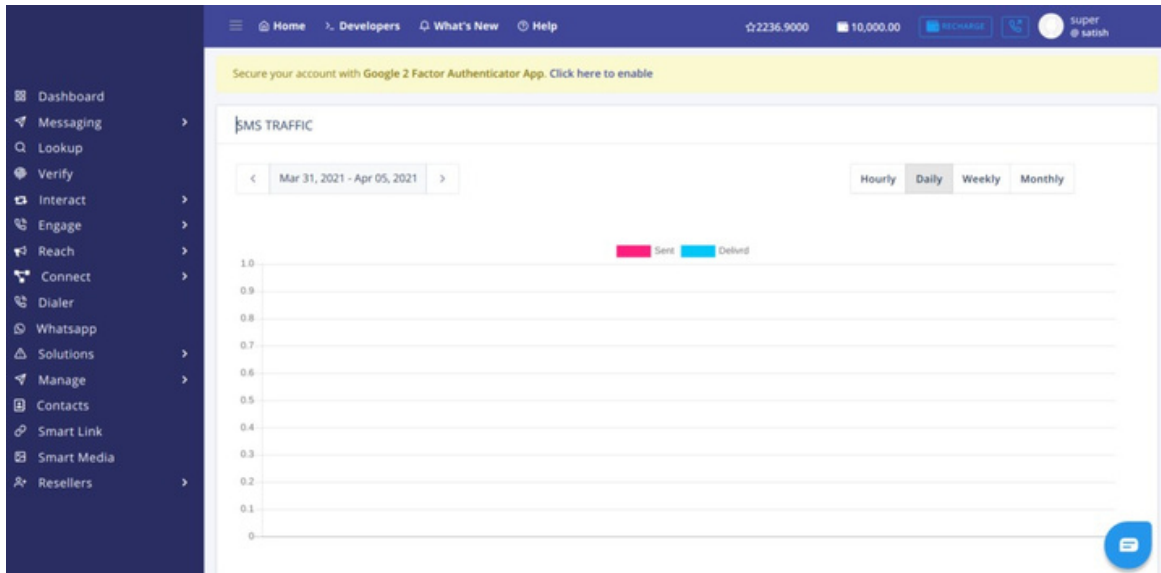 Home Developers What's New Help 2236.9000 10,000.00 RECHARGE super
@ satish
Secure your account with Google 2 Factor Authenticator App. Click here to enable
Dashboard
Messaging
Lookup
Verify
Interact
Engage
Reach
Connect
Dialer
Whatsapp
Solutions
Manage
Contacts
Smart Link
Smart Media
Resellers
SMS TRAFFIC
Mar 31, 2021 - Apr 05, 2021
Hourly Daily Weekly Monthly
Sent Delivrd
1.0
0.9
0.8
0.7
0.6
0.5
0.4
0.3
0.2
0.1
0